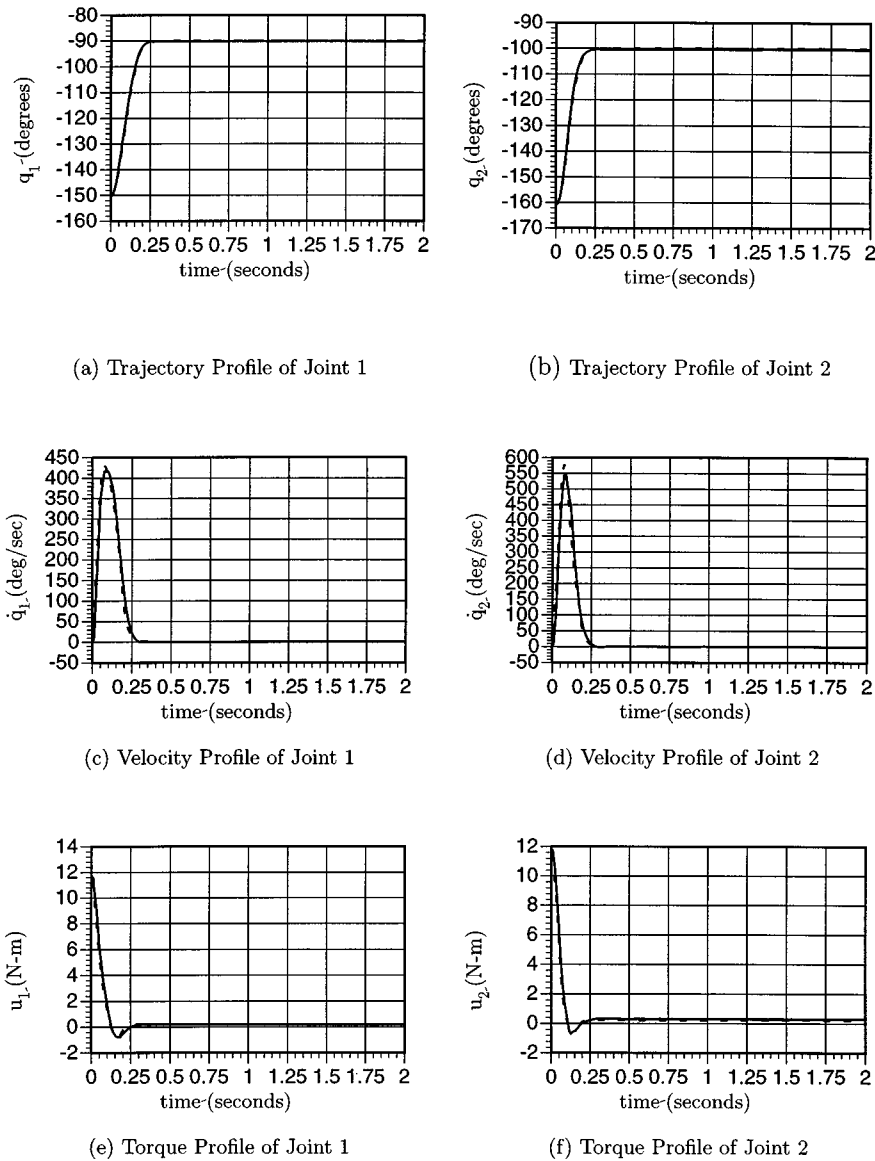 -80
-90
-100
-110
-120
-130
-140
-150
-160
q1 (degrees)
0 0.25 0.5 0.75 1 1.25 1.5 1.75 2
time (seconds)
(a) Trajectory Profile of Joint 1
-90
-100
-110
-120
-130
-140
-150
-160
-170
q2 (degrees)
0 0.25 0.5 0.75 1 1.25 1.5 1.75 2
time (seconds)
(b) Trajectory Profile of Joint 2
450
400
350
300
250
200
150
100
50
0
-50
q̇1 (deg/sec)
0 0.25 0.5 0.75 1 1.25 1.5 1.75 2
time (seconds)
(c) Velocity Profile of Joint 1
600
550
500
450
400
350
300
250
200
150
100
50
0
-50
q̇2 (deg/sec)
0 0.25 0.5 0.75 1 1.25 1.5 1.75 2
time (seconds)
(d) Velocity Profile of Joint 2
14
12
10
8
6
4
2
0
-2
u1 (N-m)
0 0.25 0.5 0.75 1 1.25 1.5 1.75 2
time (seconds)
(e) Torque Profile of Joint 1
12
10
8
6
4
2
0
-2
u2 (N-m)
0 0.25 0.5 0.75 1 1.25 1.5 1.75 2
time (seconds)
(f) Torque Profile of Joint 2